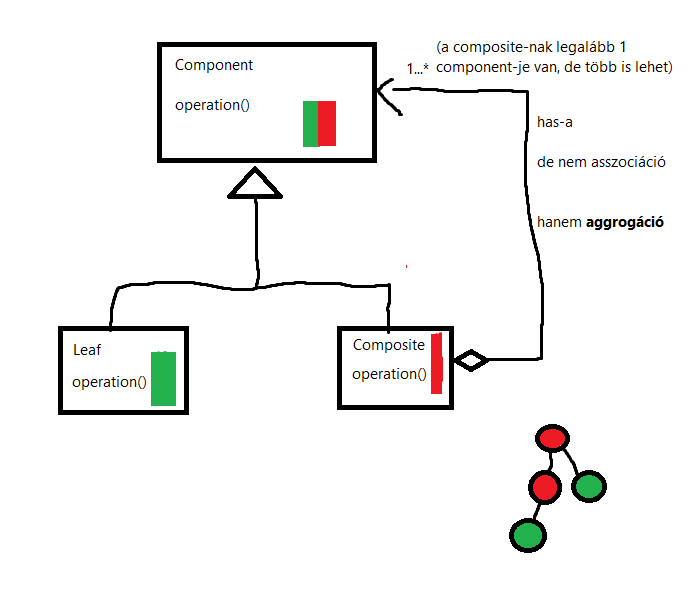 (a composite-nak legalább 1
1...* component-je van, de több is lehet)
Component
operation()
has-a
de nem asszociáció
hanem aggrogáció
Leaf
operation()
Composite
operation()